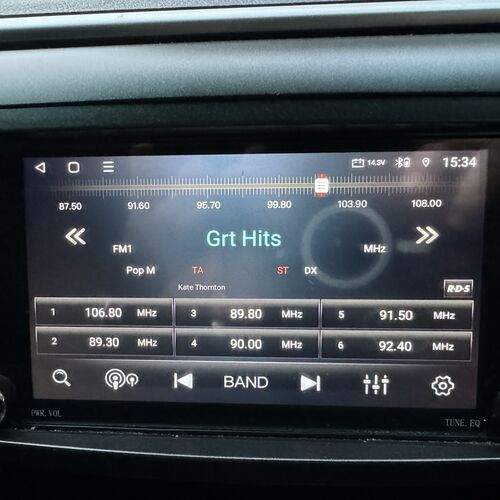 14.3V 15:34
87.50 91.60 95.70 99.80 103.90 108.00
Grt Hits
FM1 MHz
Pop M TA ST DX
Kate Thornton
R·D·S
1 106.80 MHz 3 89.80 MHz 5 91.50 MHz
2 89.30 MHz 4 90.00 MHz 6 92.40 MHz
BAND
PWR.VOL TUNE.EQ